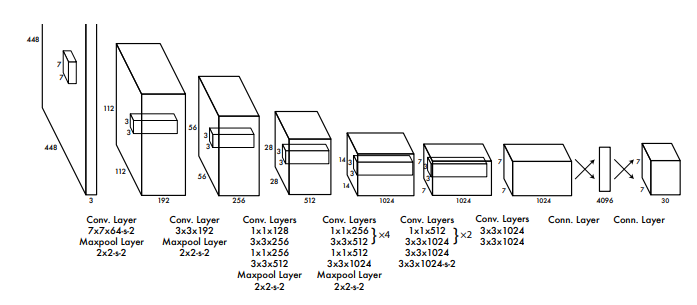 448
7
7
448
3
112
3
3
112
192
56
3
3
56
256
28
3
3
28
512
14
3
3
14
1024
3
3
7
7
1024
7
7
1024
4096
7
7
30
Conv. Layer
7x7x64-s-2
Maxpool Layer
2x2-s-2
Conv. Layer
3x3x192
Maxpool Layer
2x2-s-2
Conv. Layers
1x1x128
3x3x256
1x1x256
3x3x512
Maxpool Layer
2x2-s-2
Conv. Layers
1x1x256
3x3x512
}×4
1x1x512
3x3x1024
Maxpool Layer
2x2-s-2
Conv. Layers
1x1x512
3x3x1024
}×2
3x3x1024
3x3x1024-s-2
Conv. Layers
3x3x1024
3x3x1024
Conn. Layer
Conn. Layer